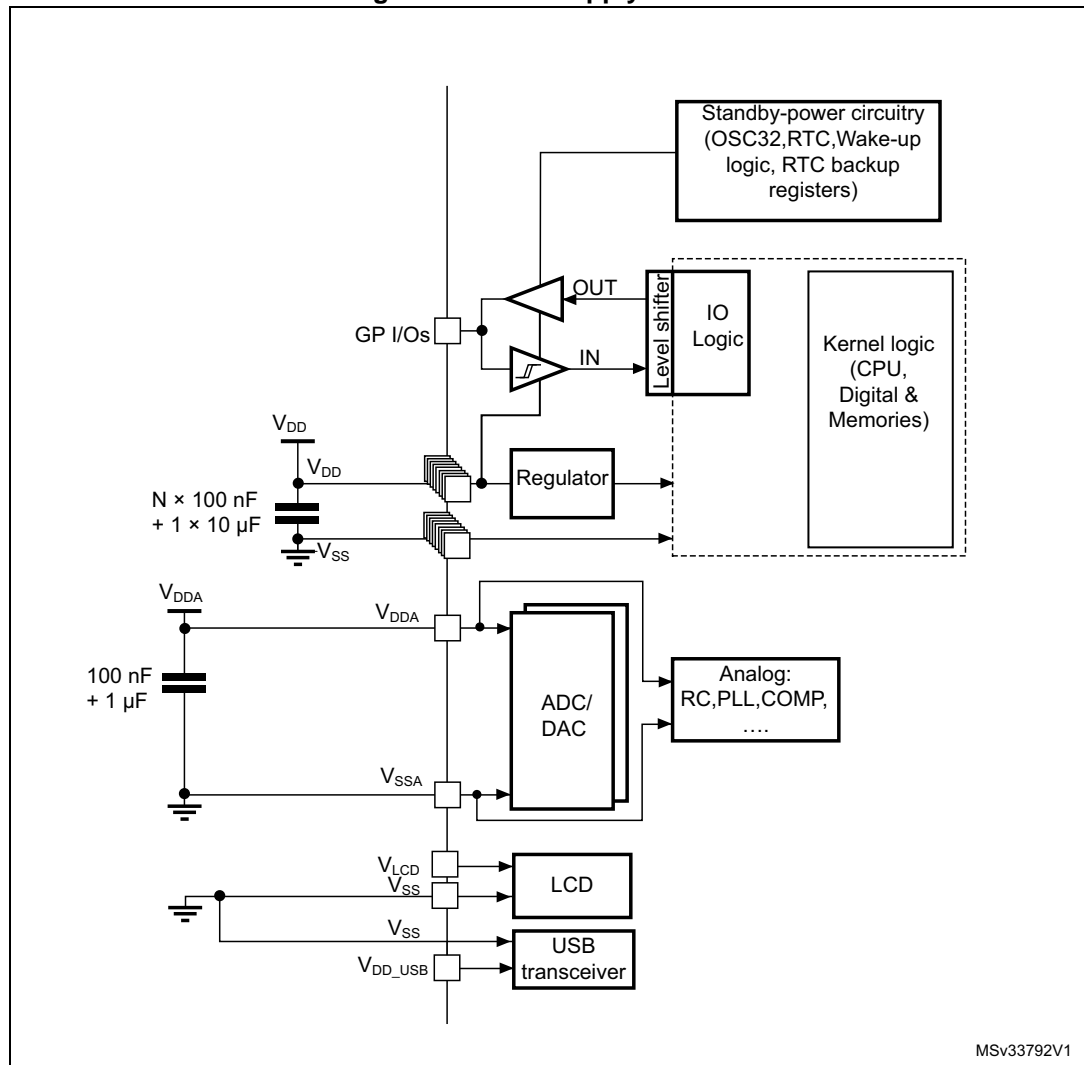 Standby-power circuitry
(OSC32,RTC,Wake-up
logic, RTC backup
registers)
OUT
Level shifter
IO
Logic
GP I/Os
IN
Kernel logic
(CPU,
Digital &
Memories)
VDD
VDD
Regulator
N × 100 nF
+ 1 × 10 µF
VSS
VDDA
VDDA
100 nF
+ 1 µF
ADC/
DAC
Analog:
RC,PLL,COMP,
....
VSSA
VLCD
VSS
LCD
VSS
USB
transceiver
VDD_USB
MSv33792V1